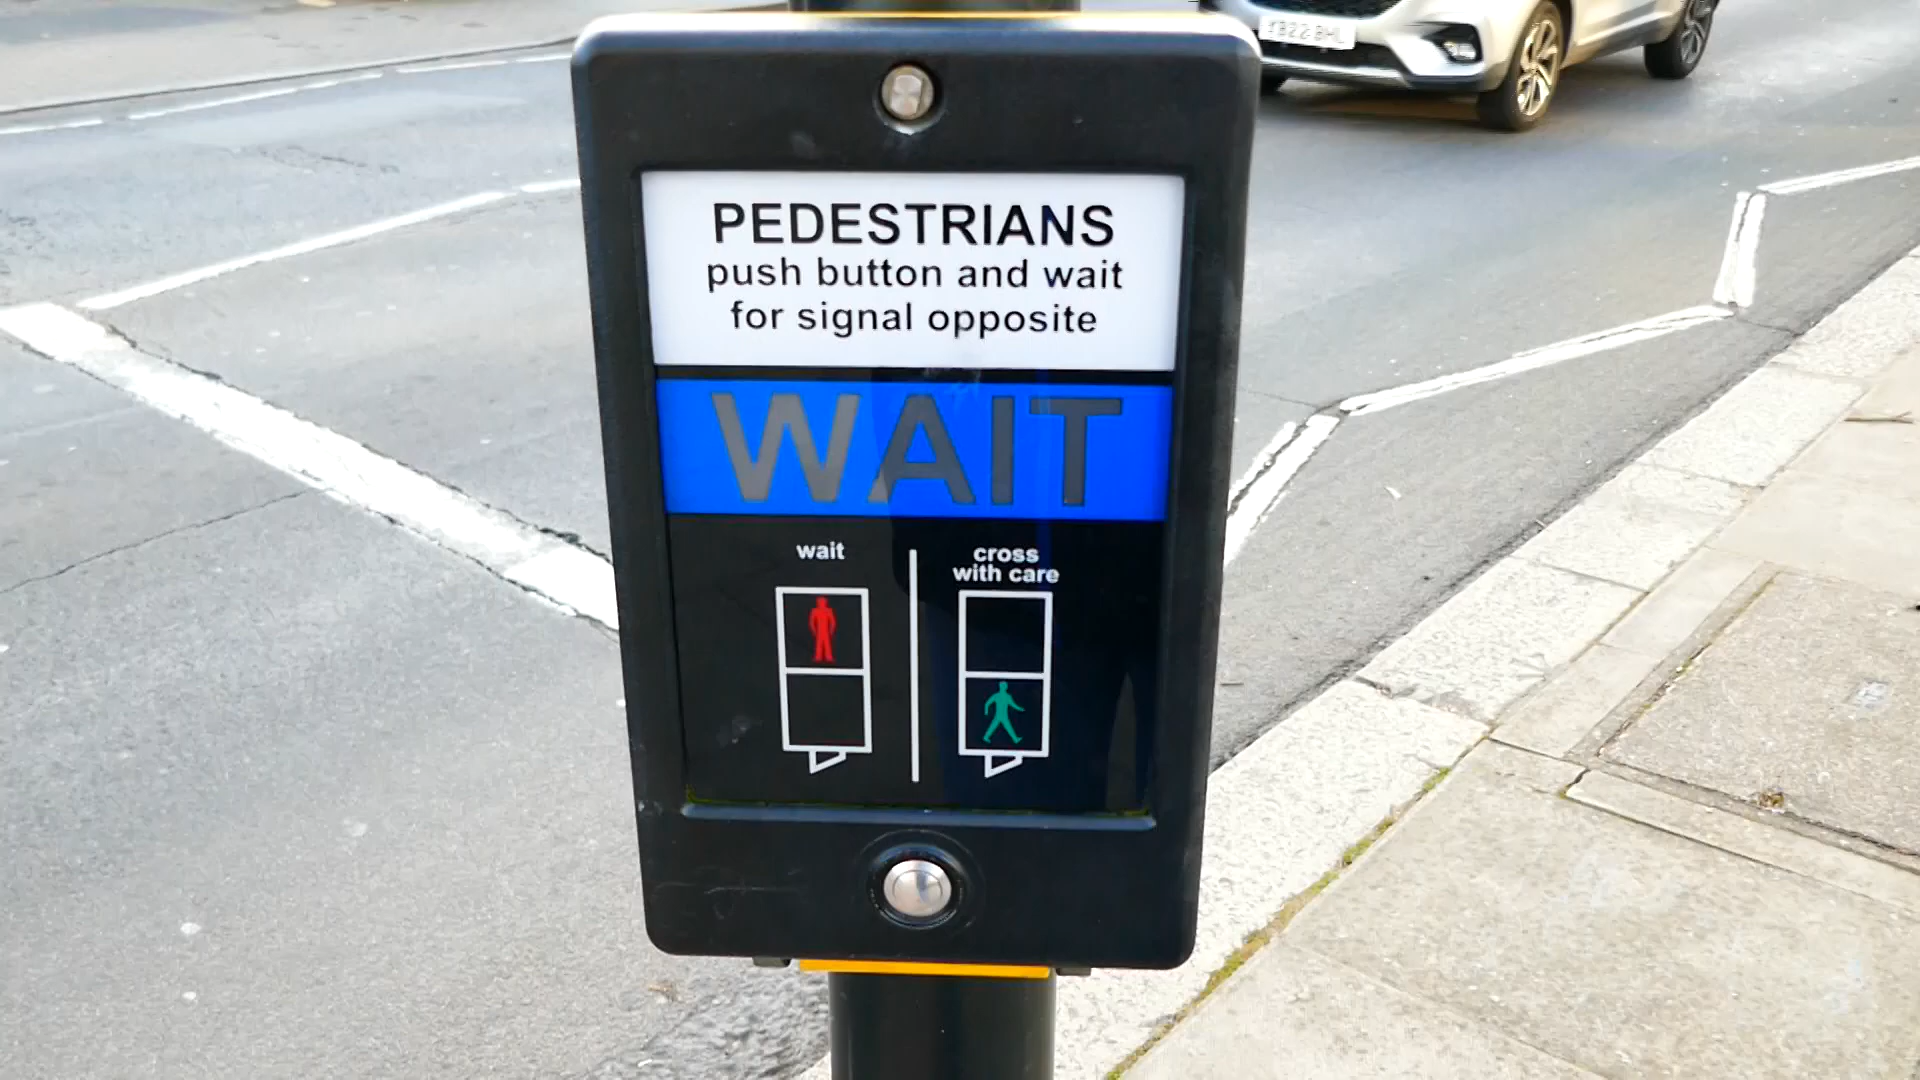 PEDESTRIANS
push button and wait
for signal opposite
WAIT
wait
cross
with care